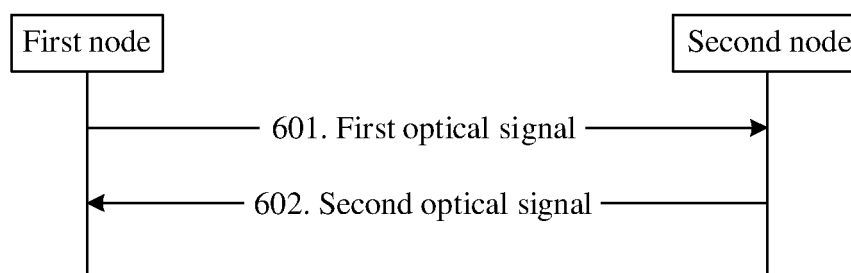 First node
Second node
601. First optical signal
602. Second optical signal